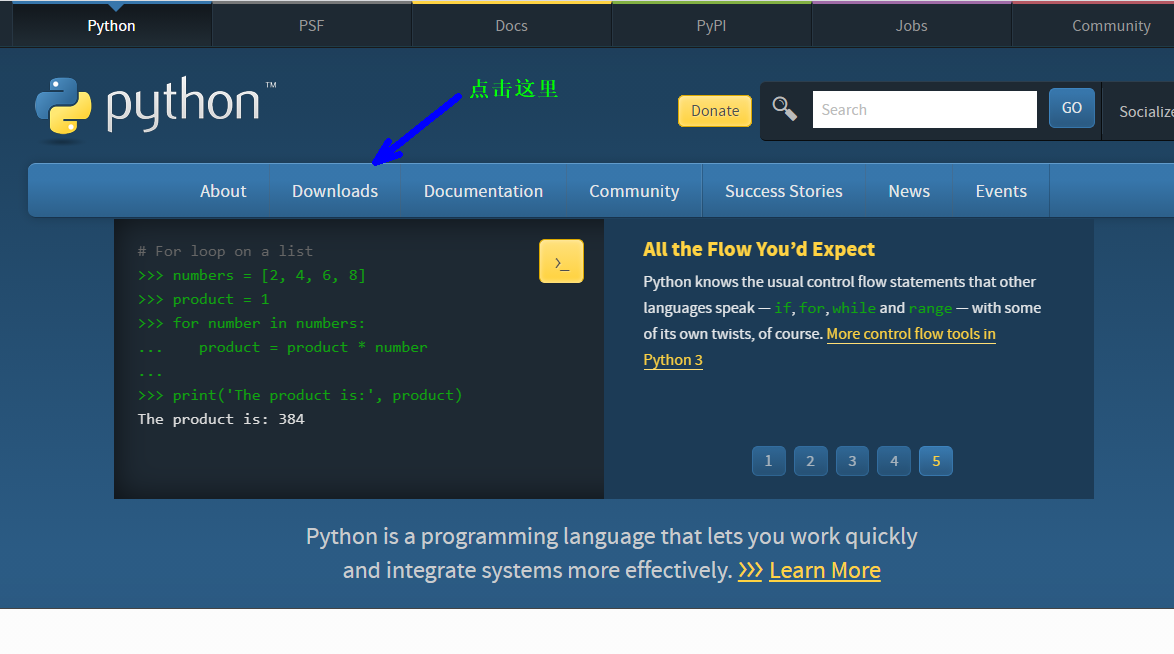 Python
PSF
Docs
PyPI
Jobs
Community
点击这里
python™
Donate
Search
GO
Socialize
About
Downloads
Documentation
Community
Success Stories
News
Events
# For loop on a list
>>> numbers = [2, 4, 6, 8]
>>> product = 1
>>> for number in numbers:
...    product = product * number
...
>>> print('The product is:', product)
The product is: 384
>_
All the Flow You’d Expect
Python knows the usual control flow statements that other
languages speak — if, for, while and range — with some
of its own twists, of course. More control flow tools in
Python 3
1 2 3 4 5
Python is a programming language that lets you work quickly
and integrate systems more effectively. >>> Learn More